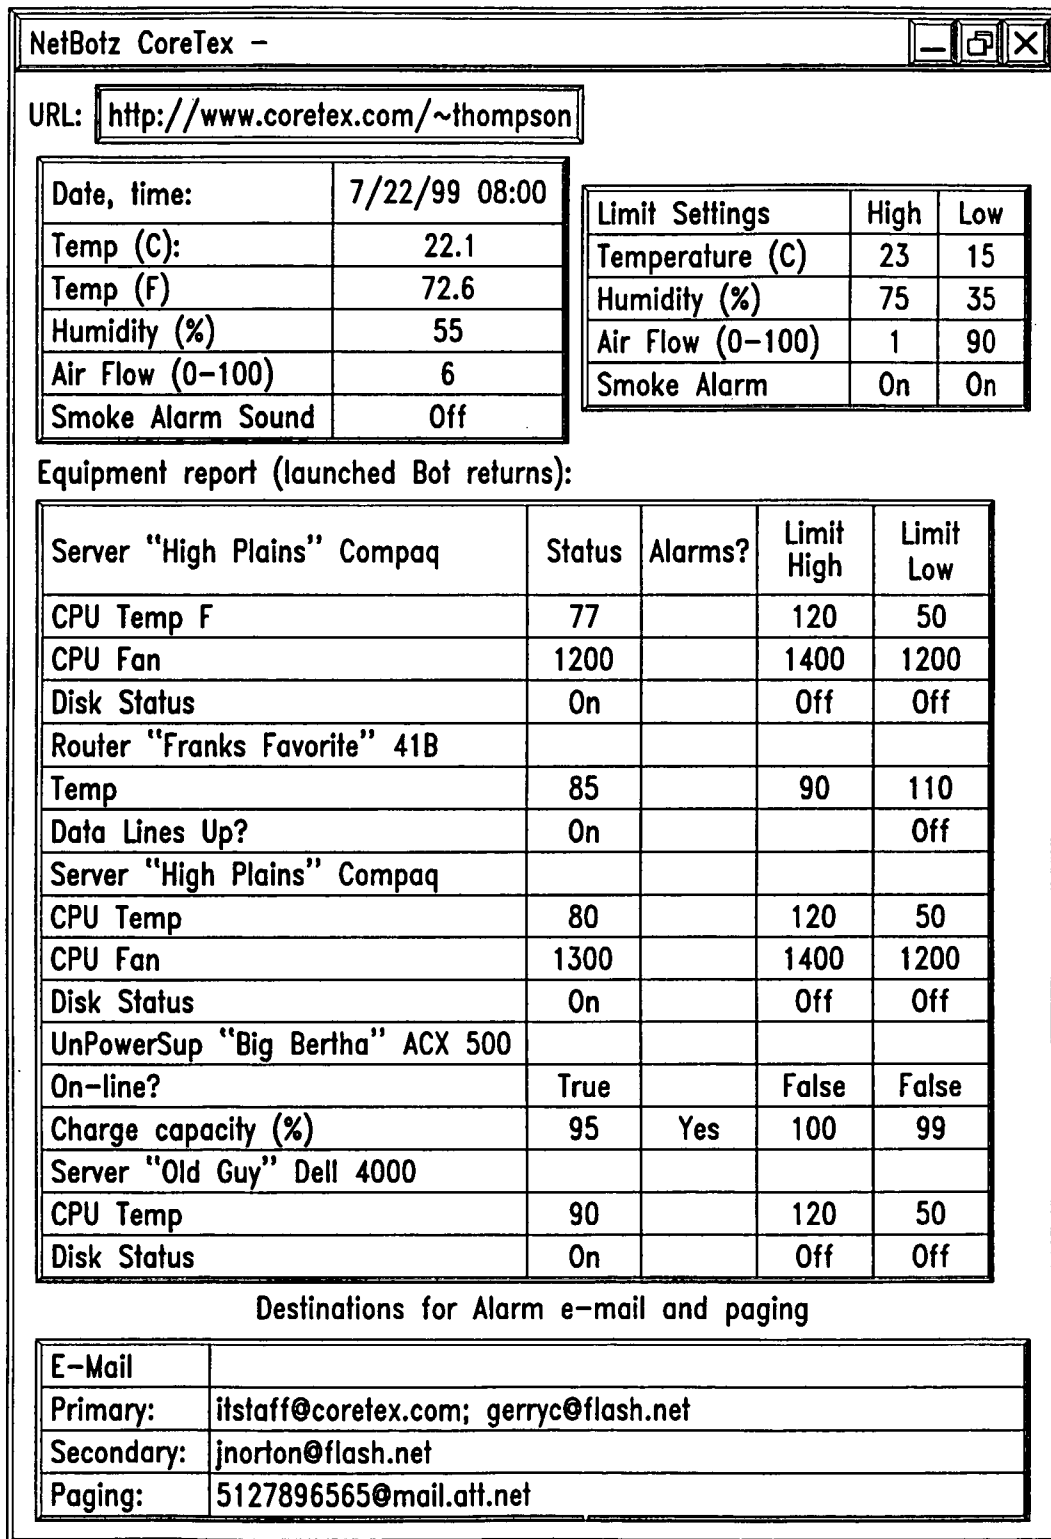 NetBotz CoreTex –
URL: http://www.coretex.com/~thompson
Date, time: 7/22/99 08:00
Temp (C): 22.1
Temp (F) 72.6
Humidity (%) 55
Air Flow (0–100) 6
Smoke Alarm Sound Off
Limit Settings High Low
Temperature (C) 23 15
Humidity (%) 75 35
Air Flow (0–100) 1 90
Smoke Alarm On On
Equipment report (launched Bot returns):
Server "High Plains" Compaq Status Alarms? Limit High Limit Low
CPU Temp F 77 120 50
CPU Fan 1200 1400 1200
Disk Status On Off Off
Router "Franks Favorite" 41B
Temp 85 90 110
Data Lines Up? On Off
Server "High Plains" Compaq
CPU Temp 80 120 50
CPU Fan 1300 1400 1200
Disk Status On Off Off
UnPowerSup "Big Bertha" ACX 500
On–line? True False False
Charge capacity (%) 95 Yes 100 99
Server "Old Guy" Dell 4000
CPU Temp 90 120 50
Disk Status On Off Off
Destinations for Alarm e–mail and paging
E–Mail
Primary: itstaff@coretex.com; gerryc@flash.net
Secondary: jnorton@flash.net
Paging: 5127896565@mail.att.net